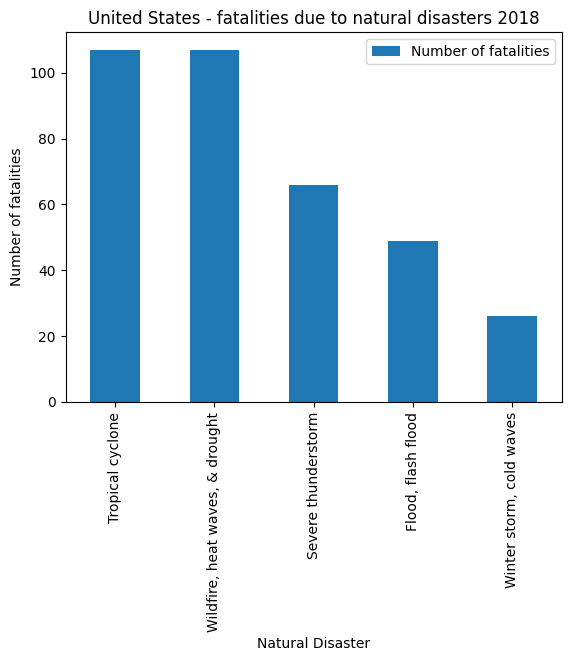 United States - fatalities due to natural disasters 2018
Number of fatalities
Number of fatalities
100
80
60
40
20
0
Tropical cyclone
Wildfire, heat waves, & drought
Severe thunderstorm
Flood, flash flood
Winter storm, cold waves
Natural Disaster